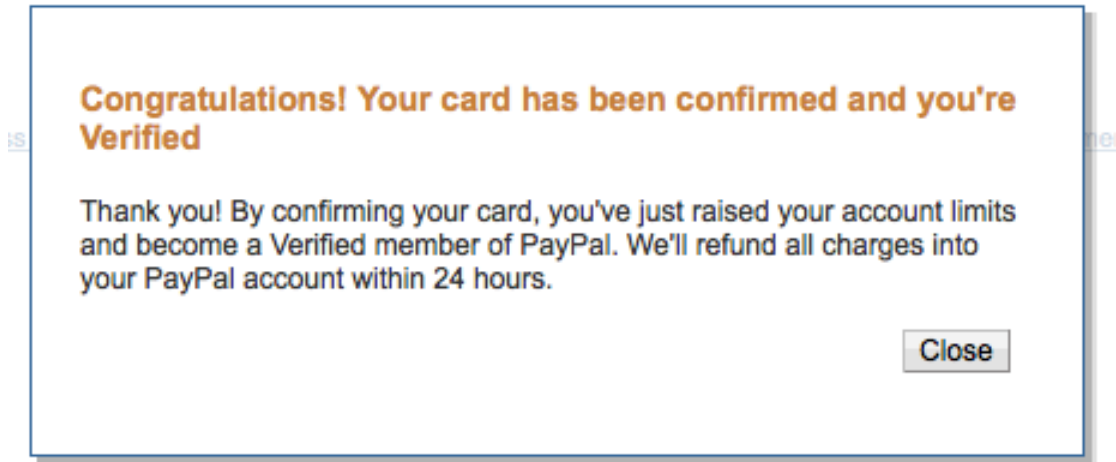 Congratulations! Your card has been confirmed and you're
Verified
ss
ner
Thank you! By confirming your card, you've just raised your account limits
and become a Verified member of PayPal. We'll refund all charges into
your PayPal account within 24 hours.
Close